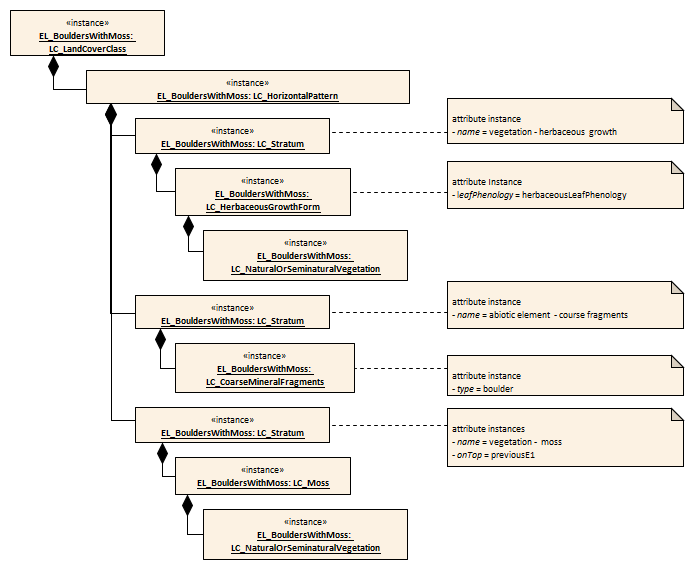 «instance»
EL_BouldersWithMoss:
LC_LandCoverClass
«instance»
EL_BouldersWithMoss: LC_HorizontalPattern
«instance»
EL_BouldersWithMoss: LC_Stratum
attribute instance
- name = vegetation - herbaceous growth
«instance»
EL_BouldersWithMoss:
LC_HerbaceousGrowthForm
attribute Instance
- leafPhenology = herbaceousLeafPhenology
«instance»
EL_BouldersWithMoss:
LC_NaturalOrSeminaturalVegetation
«instance»
EL_BouldersWithMoss: LC_Stratum
attribute instance
- name = abiotic element - course fragments
«instance»
EL_BouldersWithMoss:
LC_CoarseMineralFragments
attribute instance
- type = boulder
«instance»
EL_BouldersWithMoss: LC_Stratum
attribute instances
- name = vegetation - moss
- onTop = previousE1
«instance»
EL_BouldersWithMoss: LC_Moss
«instance»
EL_BouldersWithMoss:
LC_NaturalOrSeminaturalVegetation